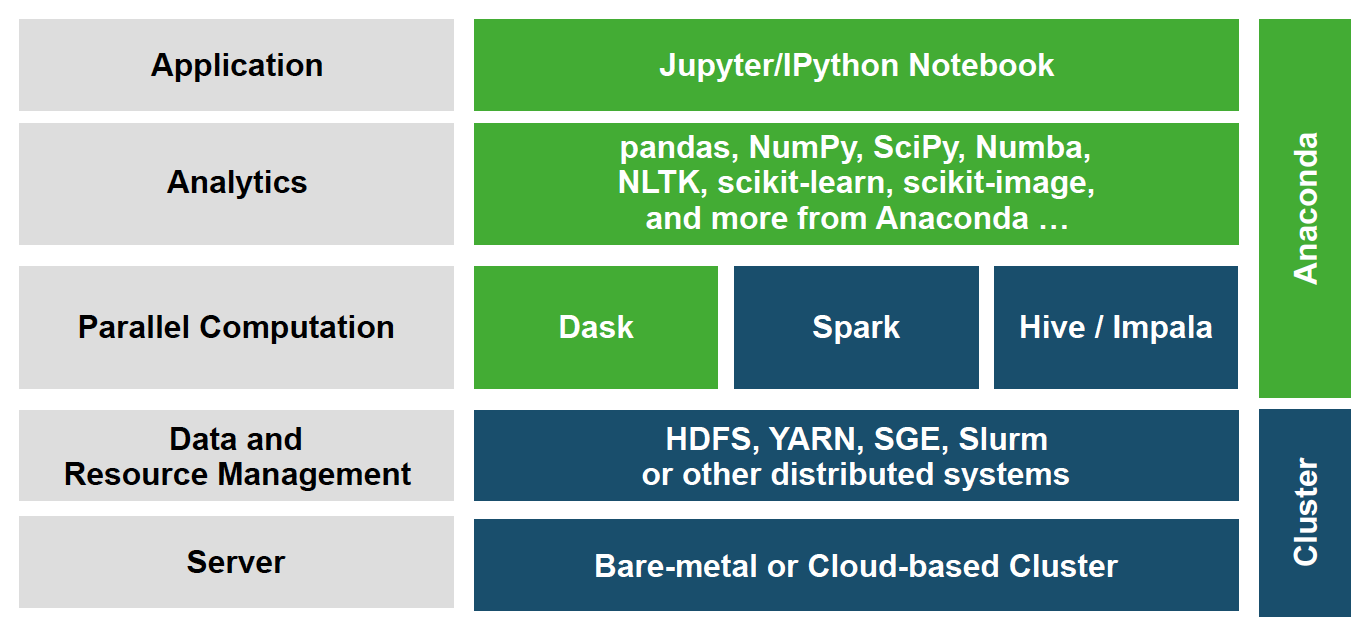 Application
Jupyter/IPython Notebook
Analytics
pandas, NumPy, SciPy, Numba,
NLTK, scikit-learn, scikit-image,
and more from Anaconda …
Anaconda
Parallel Computation
Dask
Spark
Hive / Impala
Data and
Resource Management
HDFS, YARN, SGE, Slurm
or other distributed systems
Cluster
Server
Bare-metal or Cloud-based Cluster